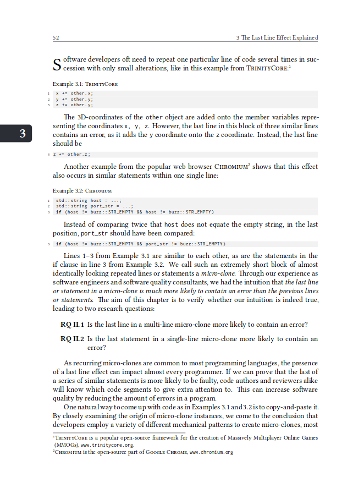 52
3 The Last Line Effect Explained
Software developers oft need to repeat one particular line of code several times in suc-
cession with only small alterations, like in this example from TrinityCore.1
Example 3.1: TrinityCore
1 x += other.x;
2 y += other.y;
3 z += other.y;
The 3D-coordinates of the other object are added onto the member variables repre-
senting the coordinates x, y, z. However, the last line in this block of three similar lines
contains an error, as it adds the y coordinate onto the z coordinate. Instead, the last line
should be
3
3 z += other.z;
Another example from the popular web browser Chromium2 shows that this effect
also occurs in similar statements within one single line:
Example 3.2: Chromium
1 std::string host = ...;
2 std::string port_str = ...;
3 if (host != buzz::STR_EMPTY && host != buzz::STR_EMPTY)
Instead of comparing twice that host does not equate the empty string, in the last
position, port_str should have been compared:
3 if (host != buzz::STR_EMPTY && port_str != buzz::STR_EMPTY)
Lines 1–3 from Example 3.1 are similar to each other, as are the statements in the
if clause in line 3 from Example 3.2. We call such an extremely short block of almost
identically looking repeated lines or statements a micro-clone. Through our experience as
software engineers and software quality consultants, we had the intuition that the last line
or statement in a micro-clone is much more likely to contain an error than the previous lines
or statements. The aim of this chapter is to verify whether our intuition is indeed true,
leading to two research questions:
RQ II.1 Is the last line in a multi-line micro-clone more likely to contain an error?
RQ II.2 Is the last statement in a single-line micro-clone more likely to contain an
error?
As recurring micro-clones are common to most programming languages, the presence
of a last line effect can impact almost every programmer. If we can prove that the last of
a series of similar statements is more likely to be faulty, code authors and reviewers alike
will know which code segments to give extra attention to. This can increase software
quality by reducing the amount of errors in a program.
One natural way to come up with code as in Examples 3.1 and 3.2 is to copy-and-paste it.
By closely examining the origin of micro-clone instances, we come to the conclusion that
developers employ a variety of different mechanical patterns to create micro-clones, most
1TrinityCore is a popular open-source framework for the creation of Massively Multiplayer Online Games
(MMOGs). www.trinitycore.org.
2Chromium is the open-source part of Google Chrome. www.chromium.org